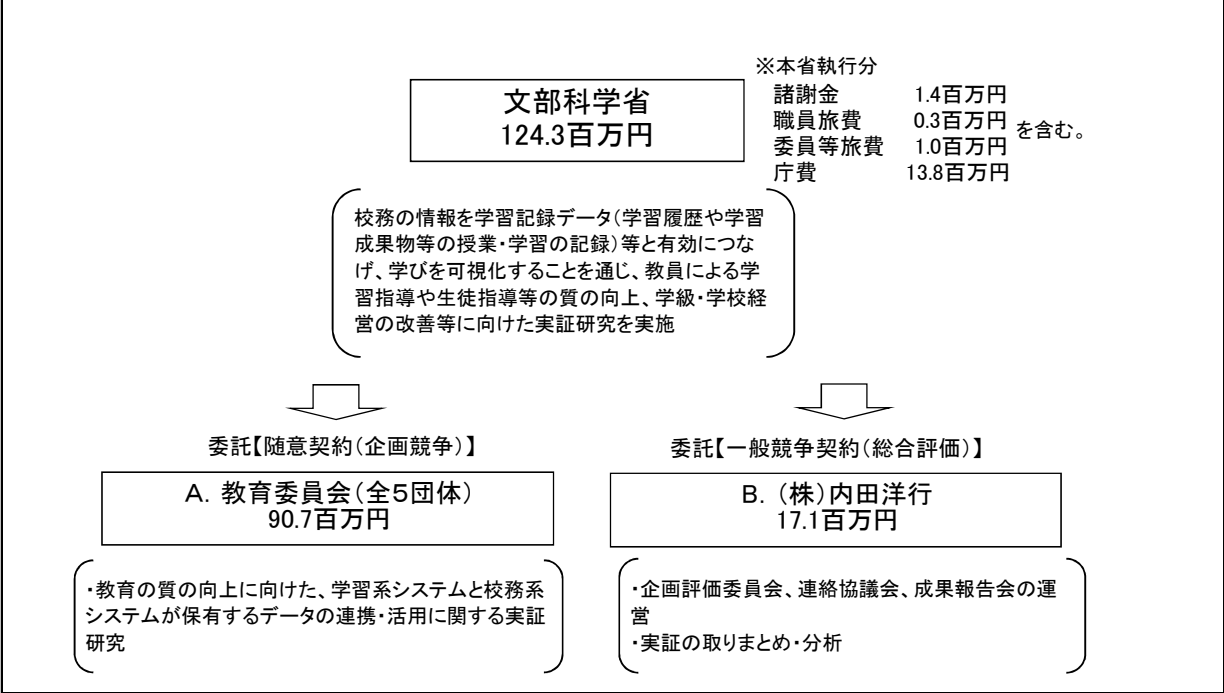 ※本省執行分
文部科学省
124.3百万円
諸謝金 1.4百万円
職員旅費 0.3百万円
委員等旅費 1.0百万円
庁費 13.8百万円
を含む。
校務の情報を学習記録データ(学習履歴や学習
成果物等の授業・学習の記録)等と有効につな
げ、学びを可視化することを通じ、教員による学
習指導や生徒指導等の質の向上、学級・学校経
営の改善等に向けた実証研究を実施
委託【随意契約(企画競争)】
A. 教育委員会(全5団体)
90.7百万円
・教育の質の向上に向けた、学習系システムと校務系
システムが保有するデータの連携・活用に関する実証
研究
委託【一般競争契約(総合評価)】
B. (株)内田洋行
17.1百万円
・企画評価委員会、連絡協議会、成果報告会の運
営
・実証の取りまとめ・分析